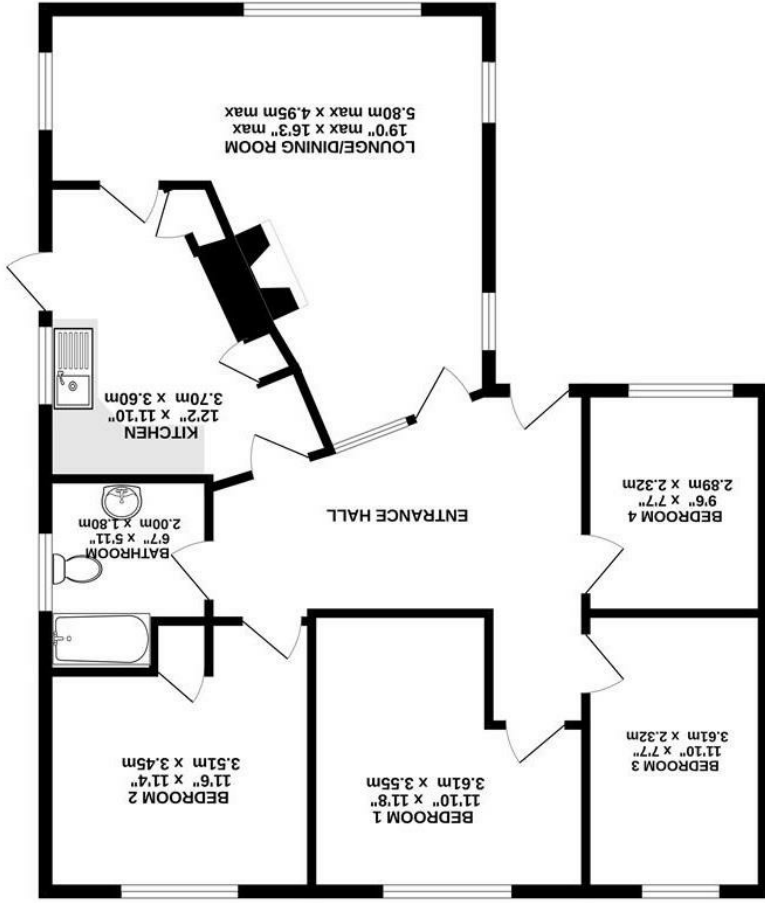 BEDROOM 3
11'10" x 7'7"
3.61m x 2.32m
BEDROOM 1
11'10" x 11'8"
3.61m x 3.55m
BEDROOM 2
11'6" x 11'4"
3.51m x 3.45m
BEDROOM 4
9'6" x 7'7"
2.89m x 2.32m
ENTRANCE HALL
BATHROOM
6'7" x 5'11"
2.00m x 1.80m
KITCHEN
12'2" x 11'10"
3.70m x 3.60m
LOUNGE/DINING ROOM
19'0" max x 16'3" max
5.80m max x 4.95m max